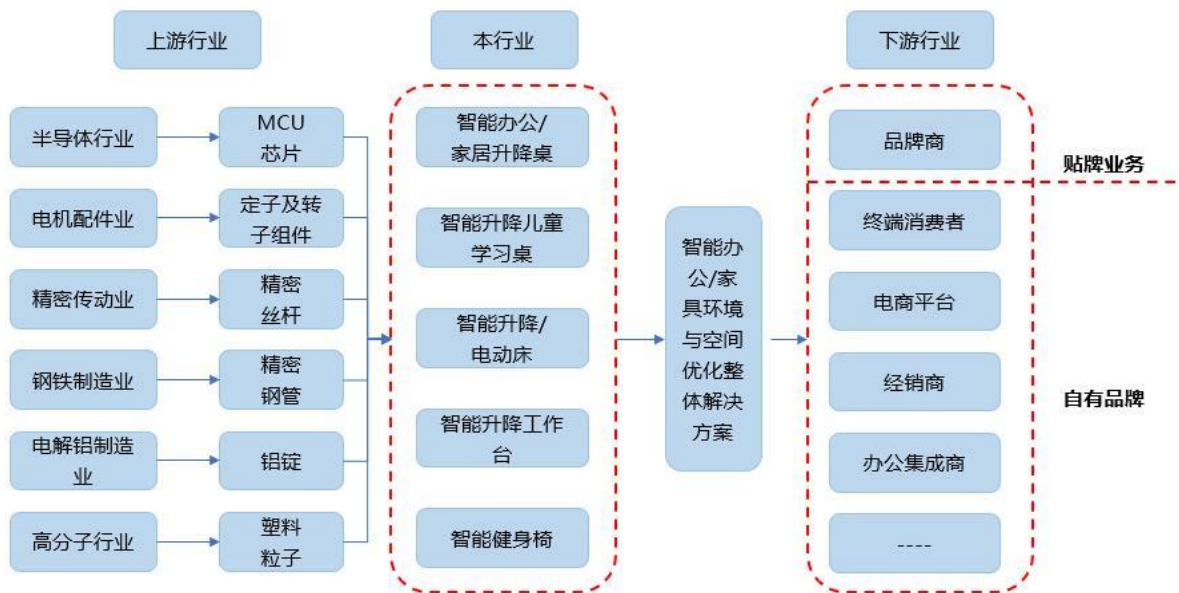 上游行业
本行业
下游行业
半导体行业
MCU
芯片
电机配件业
定子及转
子组件
精密传动业
精密
丝杆
钢铁制造业
精密
钢管
电解铝制造
业
铝锭
高分子行业
塑料
粒子
智能办公/
家居升降桌
智能升降儿童
学习桌
智能升降/
电动床
智能升降工作
台
智能健身椅
智能办
公/家
具环境
与空间
优化整
体解决
方案
品牌商
终端消费者
电商平台
经销商
办公集成商
----
贴牌业务
自有品牌